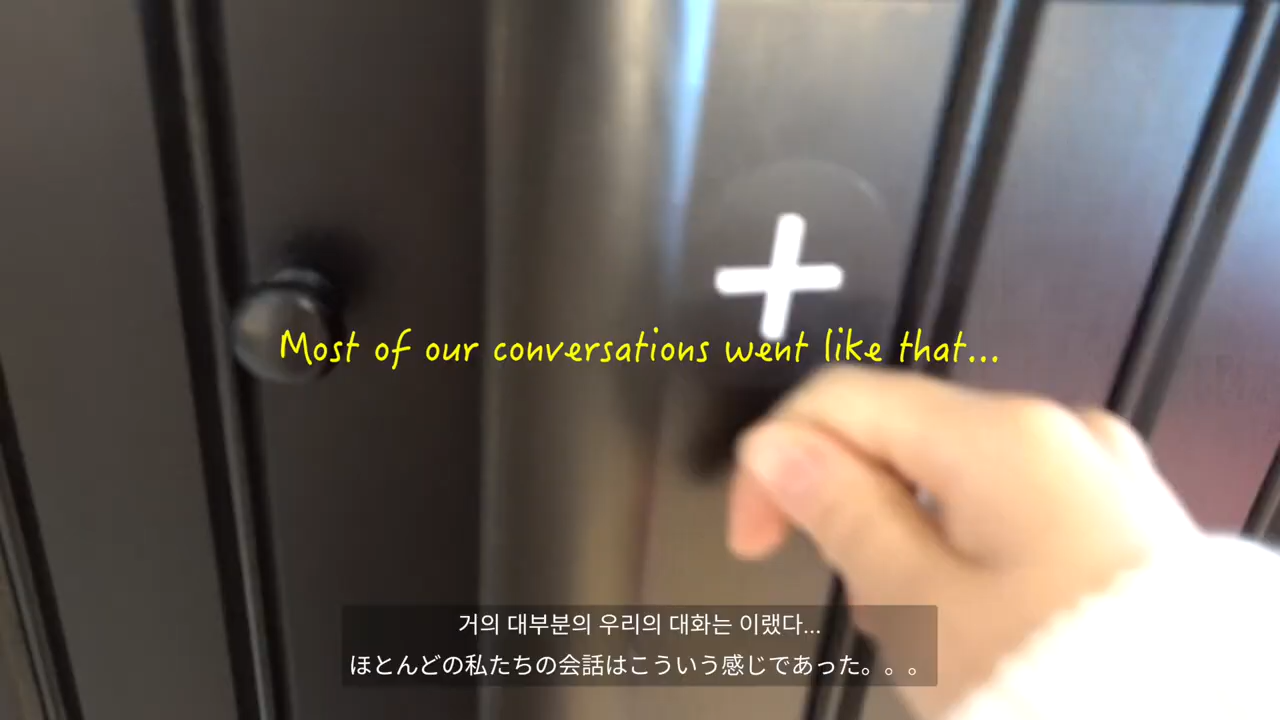 Most of our conversations went like that...
거의 대부분의 우리의 대화는 이랬다...
ほとんどの私たちの会話はこういう感じであった。。。